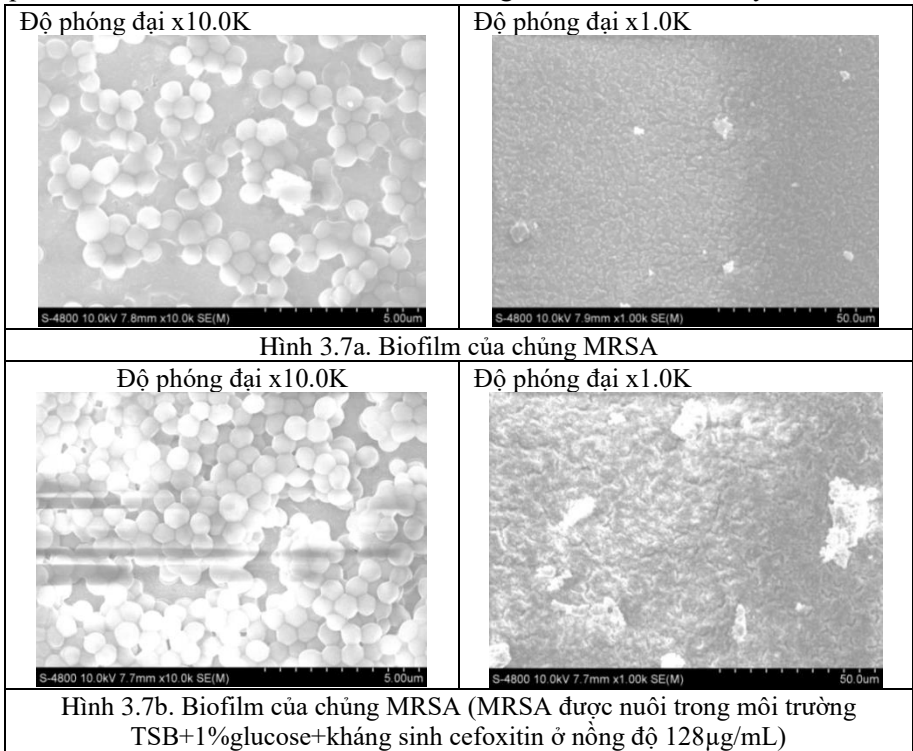 Độ phóng đại x10.0K
Độ phóng đại x1.0K
S-4800 10.0kV 7.8mm x10.0k SE(M) 5.00um
S-4800 10.0kV 7.9mm x1.00k SE(M) 50.0um
Hình 3.7a. Biofilm của chủng MRSA
Độ phóng đại x10.0K
Độ phóng đại x1.0K
S-4800 10.0kV 7.7mm x10.0k SE(M) 5.00um
S-4800 10.0kV 7.7mm x1.00k SE(M) 50.0um
Hình 3.7b. Biofilm của chủng MRSA (MRSA được nuôi trong môi trường
TSB+1%glucose+kháng sinh cefoxitin ở nồng độ 128µg/mL)